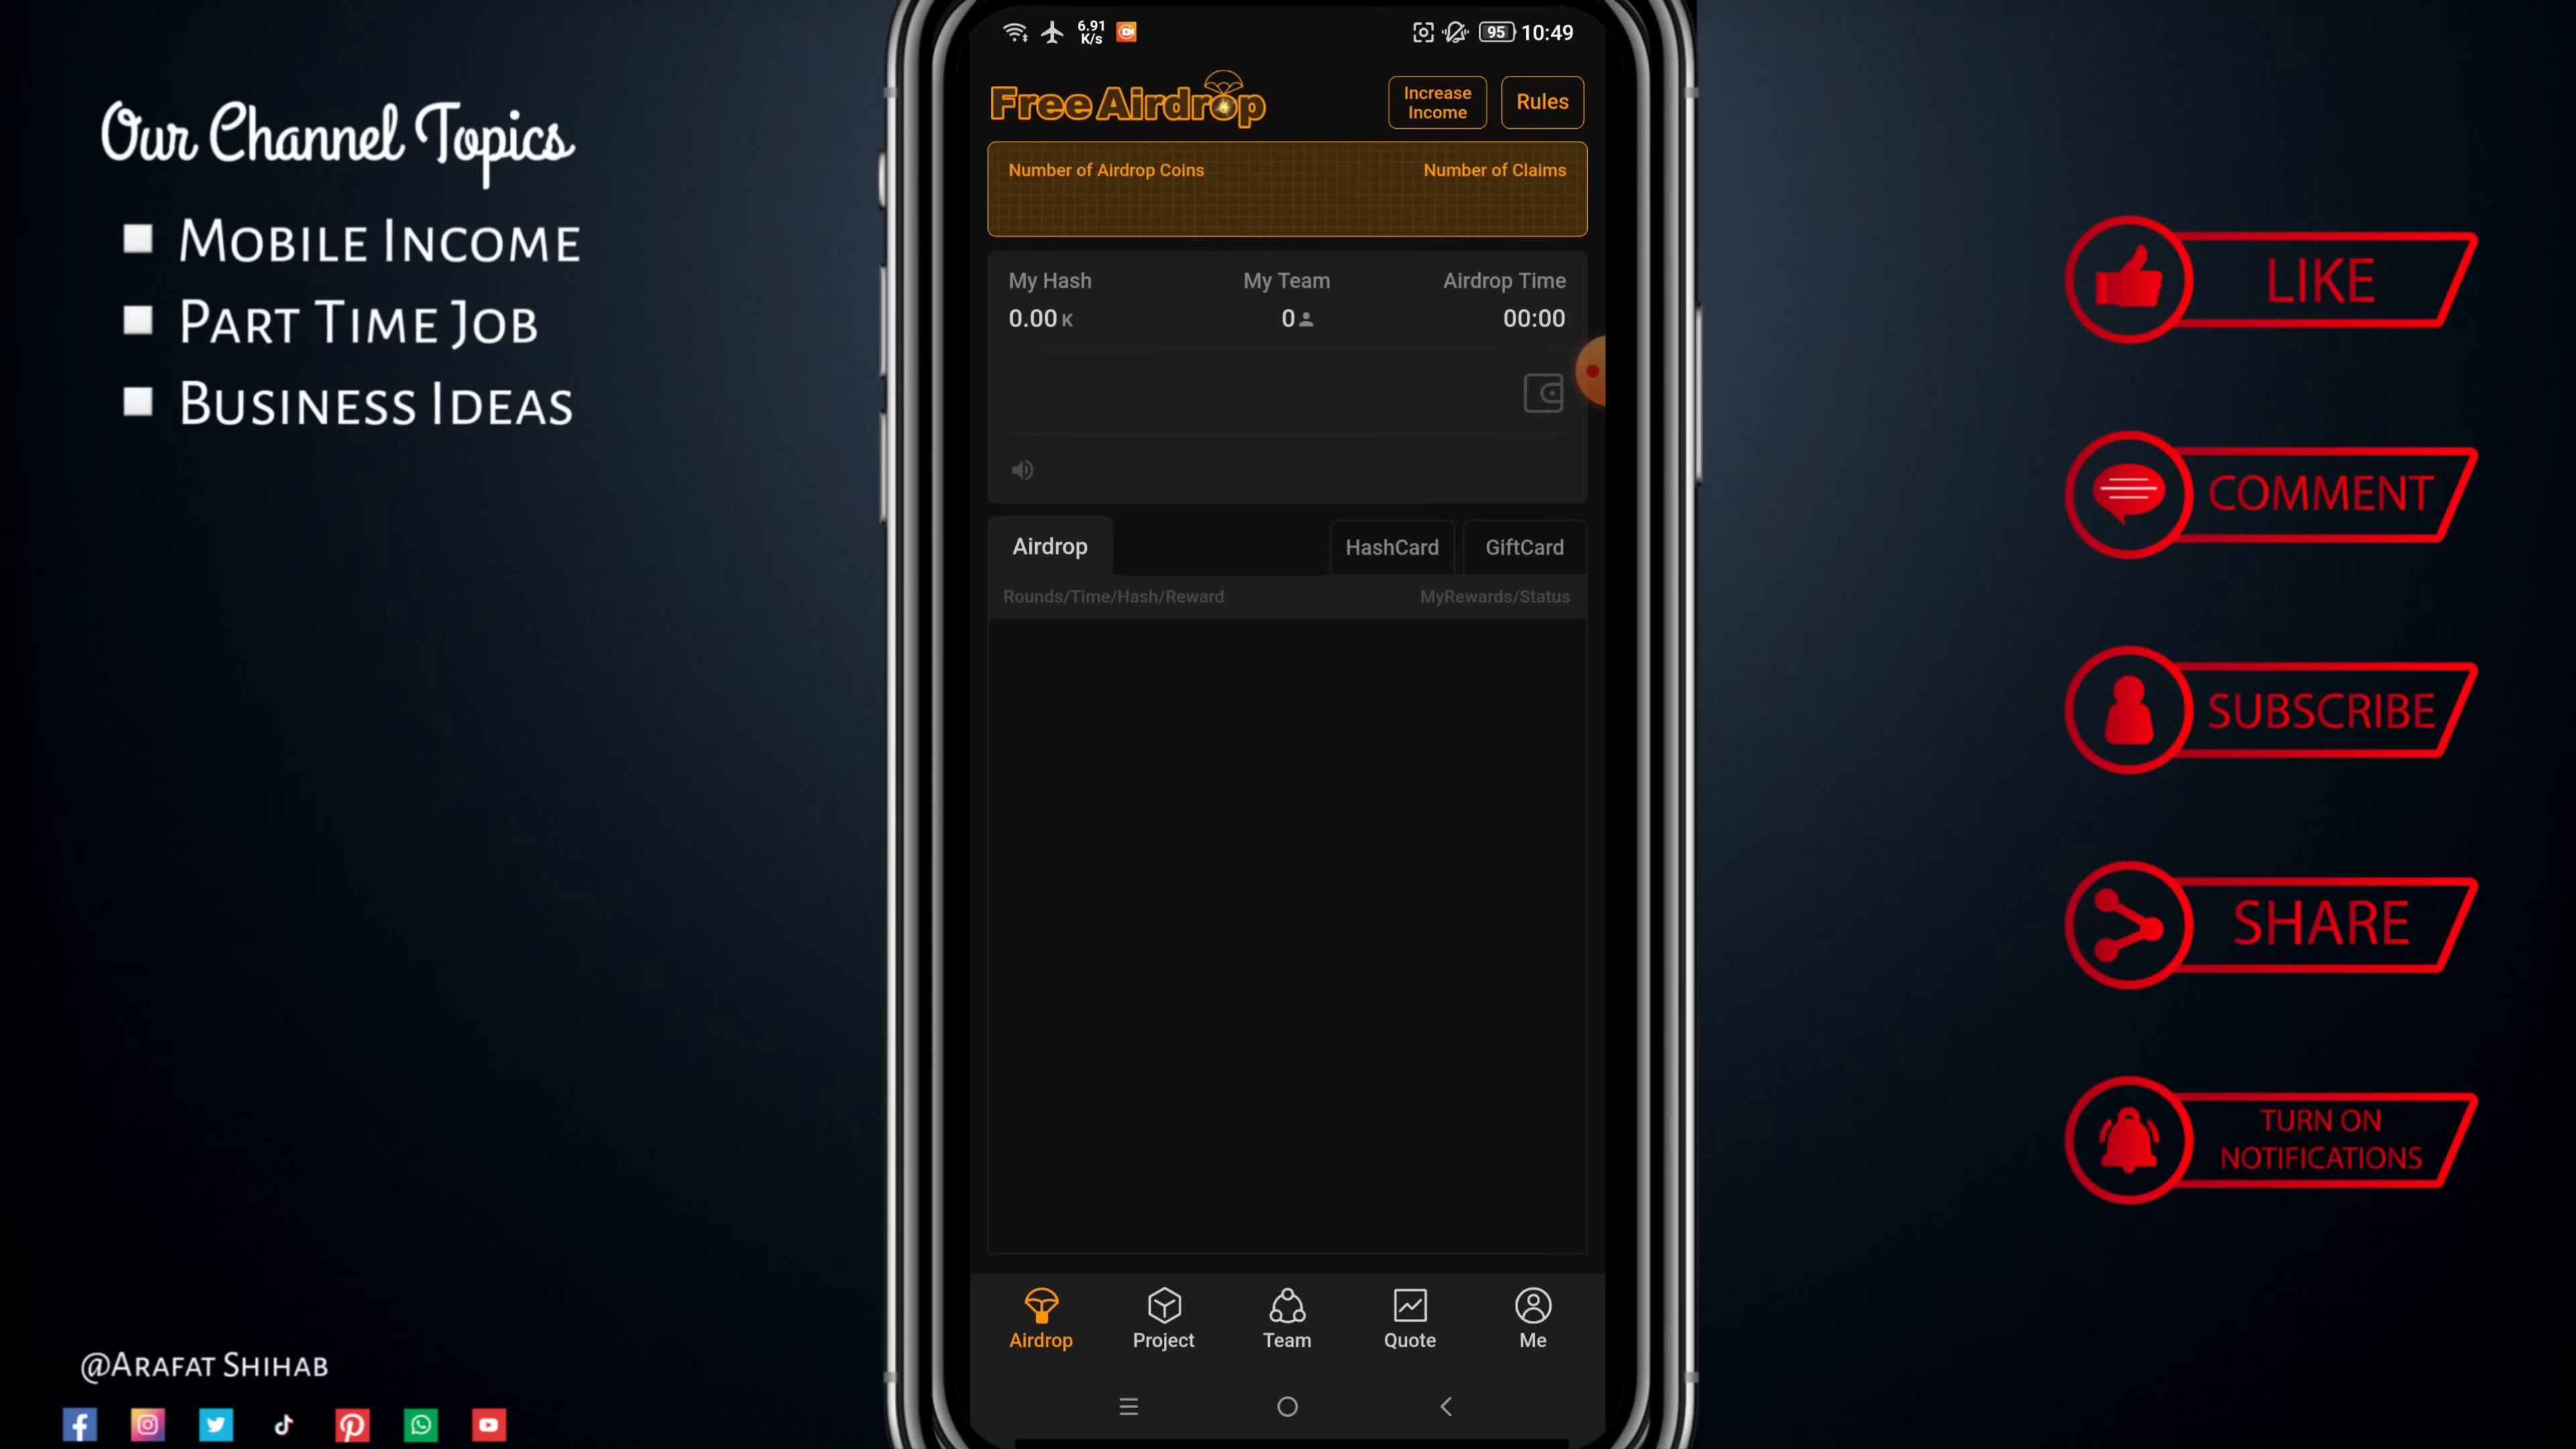 Our Channel Topics
Mobile Income
Part Time Job
Business Ideas
@Arafat Shihab
6.91
K/s
95 10:49
Free Airdrop
Increase
Income
Rules
Number of Airdrop Coins
Number of Claims
My Hash
My Team
Airdrop Time
0.00 K
0
00:00
Airdrop
HashCard
GiftCard
Rounds/Time/Hash/Reward
MyRewards/Status
Airdrop
Project
Team
Quote
Me
LIKE
COMMENT
SUBSCRIBE
SHARE
TURN ON
NOTIFICATIONS